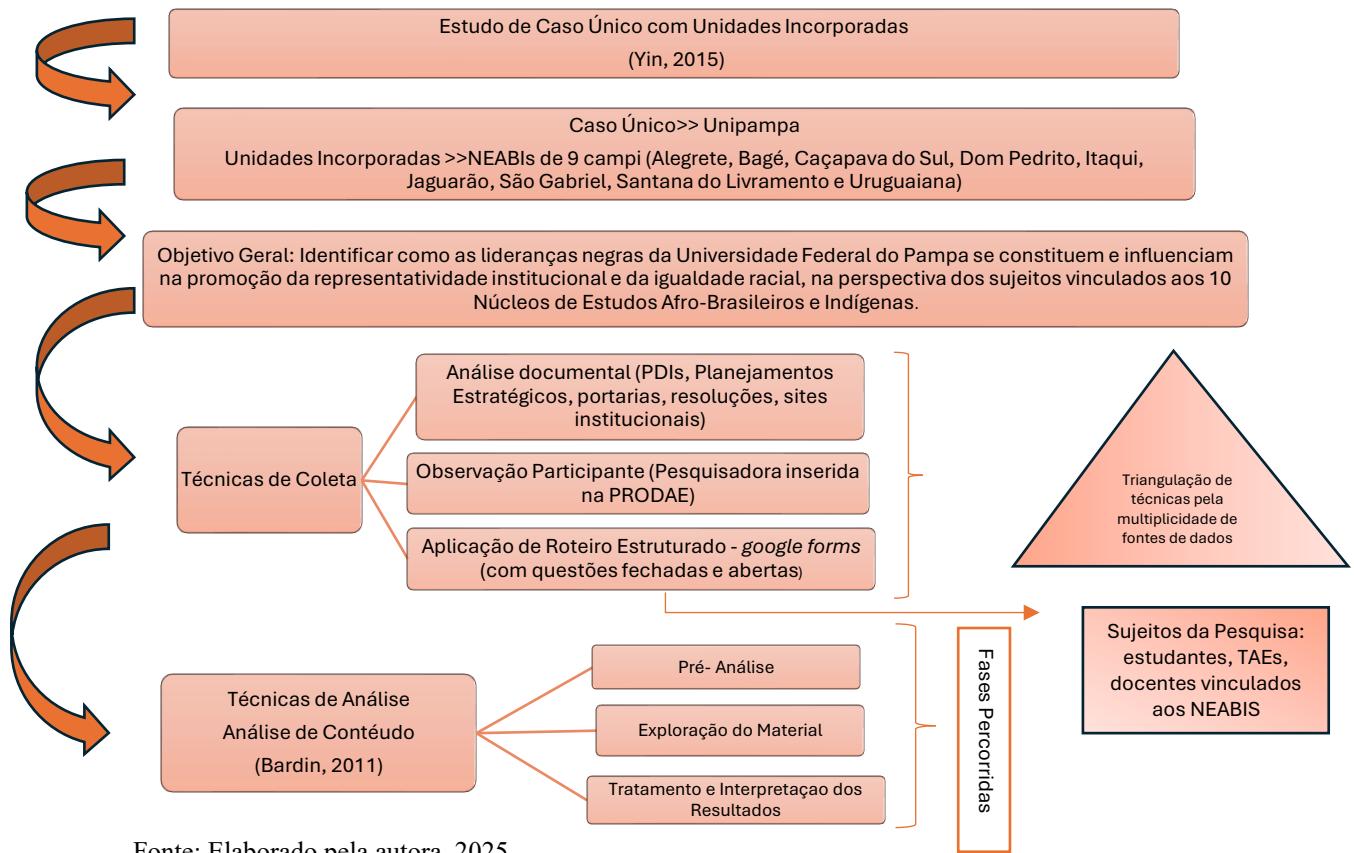 Estudo de Caso Único com Unidades Incorporadas
(Yin, 2015)
Caso Único>> Unipampa
Unidades Incorporadas >>NEABIs de 9 campi (Alegrete, Bagé, Caçapava do Sul, Dom Pedrito, Itaqui,
Jaguarão, São Gabriel, Santana do Livramento e Uruguaiana)
Objetivo Geral: Identificar como as lideranças negras da Universidade Federal do Pampa se constituem e influenciam
na promoção da representatividade institucional e da igualdade racial, na perspectiva dos sujeitos vinculados aos 10
Núcleos de Estudos Afro-Brasileiros e Indígenas.
Técnicas de Coleta
Análise documental (PDIs, Planejamentos
Estratégicos, portarias, resoluções, sites
institucionais)
Observação Participante (Pesquisadora inserida
na PRODAE)
Aplicação de Roteiro Estruturado - google forms
(com questões fechadas e abertas)
Triangulação de
técnicas pela
multiplicidade de
fontes de dados
Sujeitos da Pesquisa:
estudantes, TAEs,
docentes vinculados
aos NEABIS
Técnicas de Análise
Análise de Contéudo
(Bardin, 2011)
Pré- Análise
Exploração do Material
Tratamento e Interpretaçao dos
Resultados
Fases Percorridas
Fonte: Elaborado pela autora, 2025